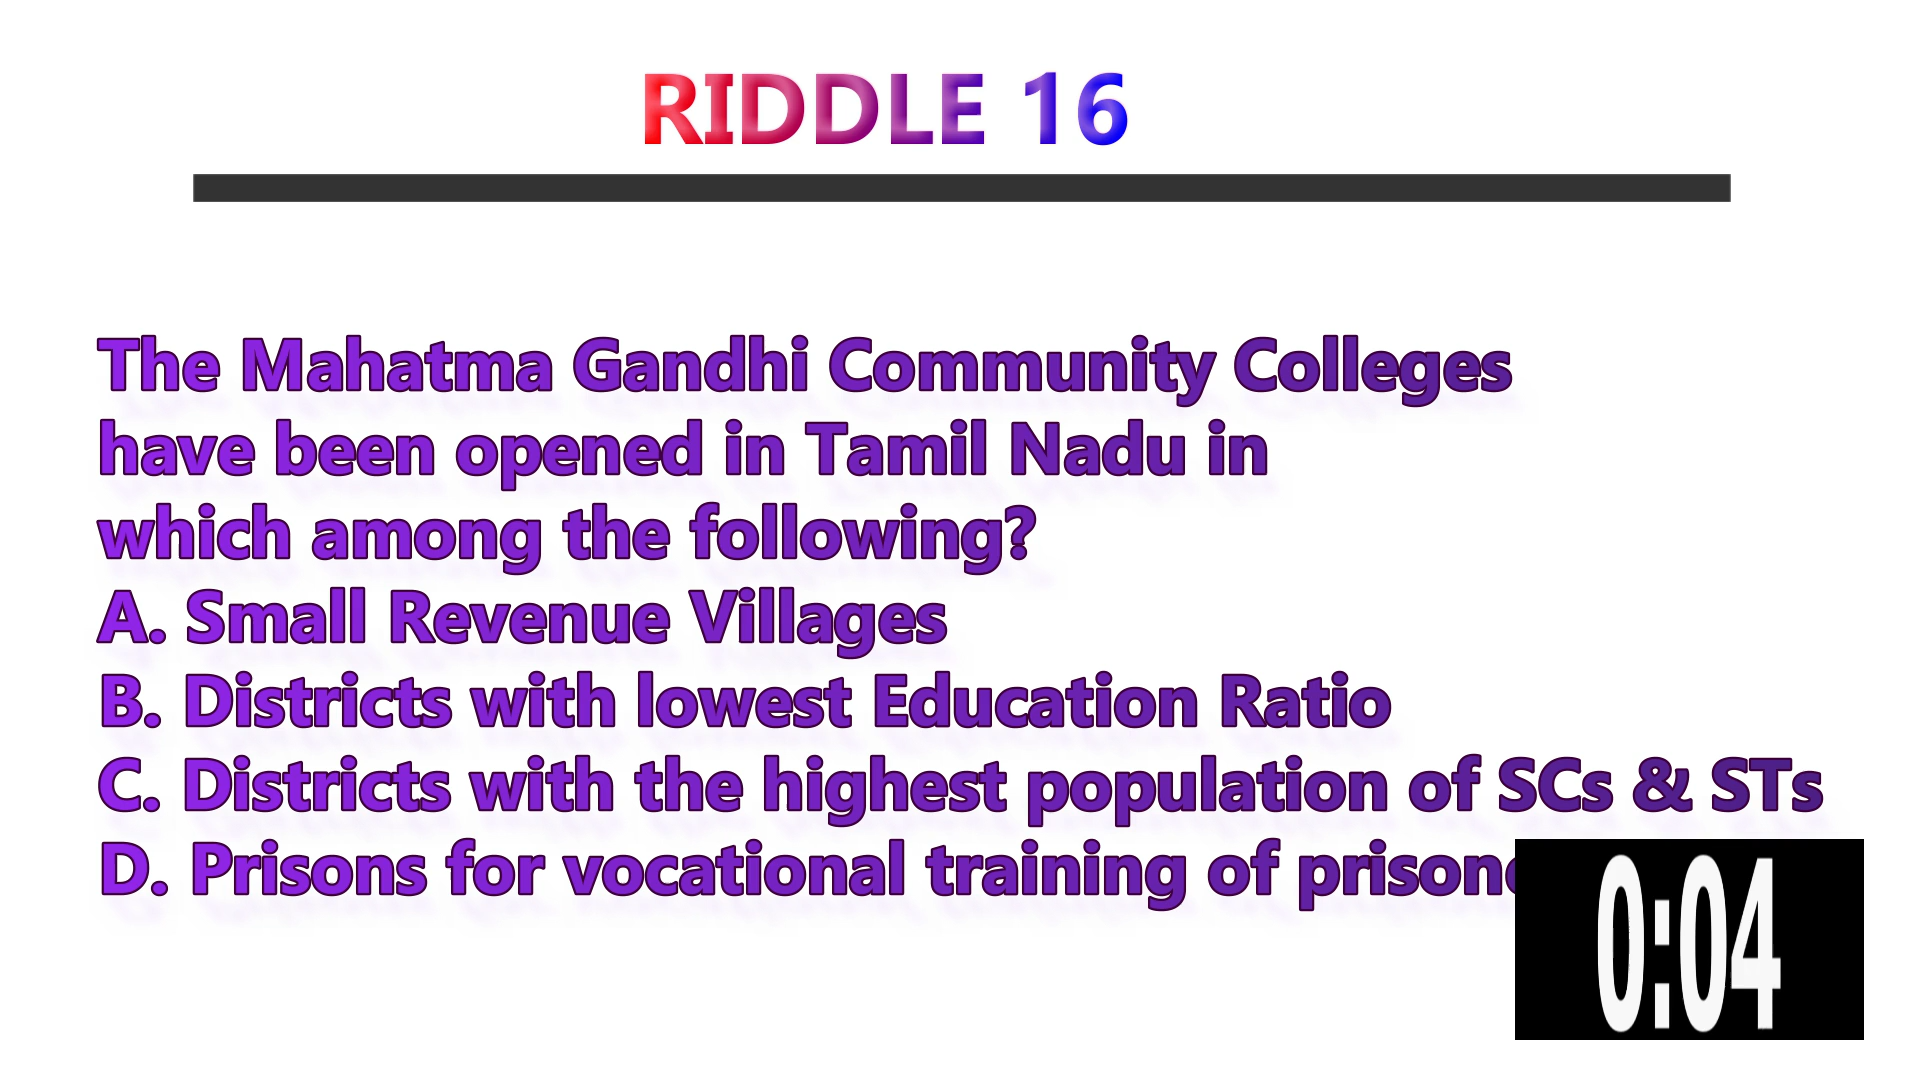 RIDDLE 16
The Mahatma Gandhi Community Colleges
have been opened in Tamil Nadu in
which among the following?
A. Small Revenue Villages
B. Districts with lowest Education Ratio
C. Districts with the highest population of SCs & STs
D. Prisons for vocational training of
0:04